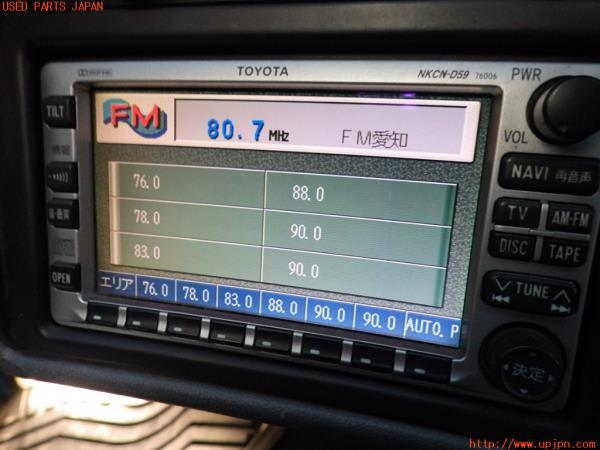 USED PARTS JAPAN
TOYOTA
NKCN-D59 76006
PWR
TILT
FM
80.7 MHz
FM愛知
VOL
76.0
88.0
NAVI 再音声
78.0
90.0
TV
AM-FM
83.0
90.0
DISC
TAPE
OPEN
エリア 76.0 78.0 83.0 88.0 90.0 90.0 AUTO.P
TUNE
決定
http://www.upjpn.com